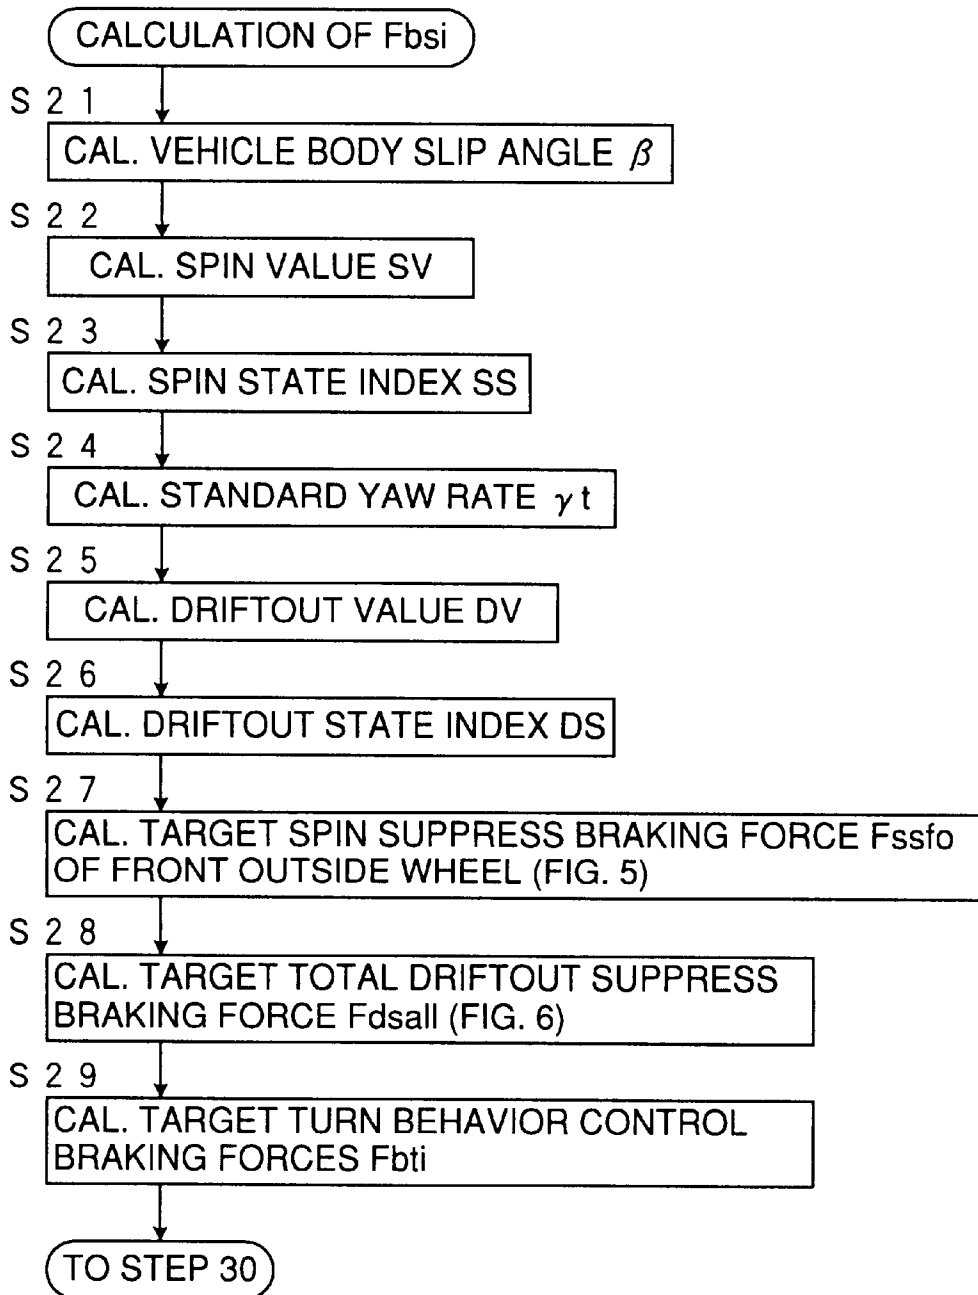 CALCULATION OF Fbsi
S 2 1
CAL. VEHICLE BODY SLIP ANGLE β
S 2 2
CAL. SPIN VALUE SV
S 2 3
CAL. SPIN STATE INDEX SS
S 2 4
CAL. STANDARD YAW RATE γ t
S 2 5
CAL. DRIFTOUT VALUE DV
S 2 6
CAL. DRIFTOUT STATE INDEX DS
S 2 7
CAL. TARGET SPIN SUPPRESS BRAKING FORCE Fssfo
OF FRONT OUTSIDE WHEEL (FIG. 5)
S 2 8
CAL. TARGET TOTAL DRIFTOUT SUPPRESS
BRAKING FORCE Fdsall (FIG. 6)
S 2 9
CAL. TARGET TURN BEHAVIOR CONTROL
BRAKING FORCES Fbti
TO STEP 30